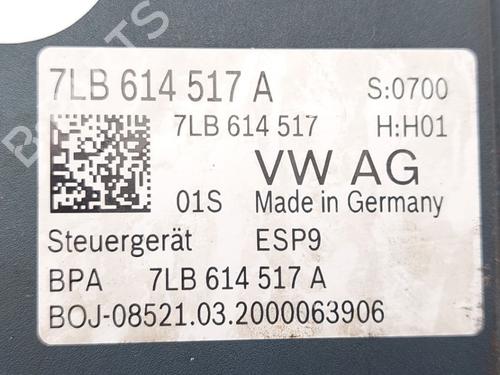 7LB 614 517 A S:0700
7LB 614 517 H:H01
VW AG
01S Made in Germany
Steuergerät ESP9
BPA 7LB 614 517 A
BOJ-08521.03.2000063906